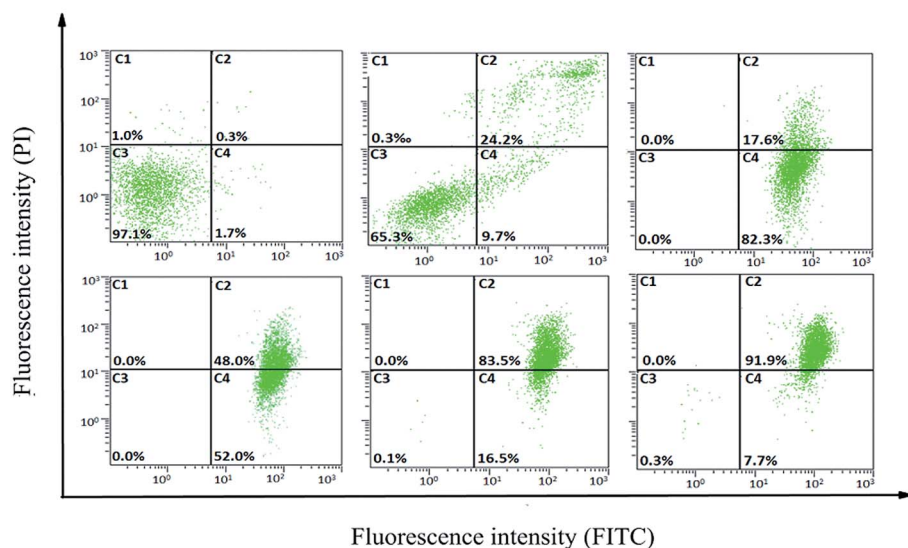 Fluorescence intensity (PI)
10³ C1 C2
10²
1.0% 0.3%
10¹
C3 C4
10⁰
97.1% 1.7%
10⁰ 10¹ 10² 10³
C1 C2
0.3‰ 24.2%
C3 C4
65.3% 9.7%
10⁰ 10¹ 10² 10³
C1 C2
0.0% 17.6%
C3 C4
0.0% 82.3%
10⁰ 10¹ 10² 10³
10³ C1 C2
10²
0.0% 48.0%
10¹
C3 C4
10⁰
0.0% 52.0%
10⁰ 10¹ 10² 10³
C1 C2
0.0% 83.5%
C3 C4
0.1% 16.5%
10⁰ 10¹ 10² 10³
C1 C2
0.0% 91.9%
C3 C4
0.3% 7.7%
10⁰ 10¹ 10² 10³
Fluorescence intensity (FITC)